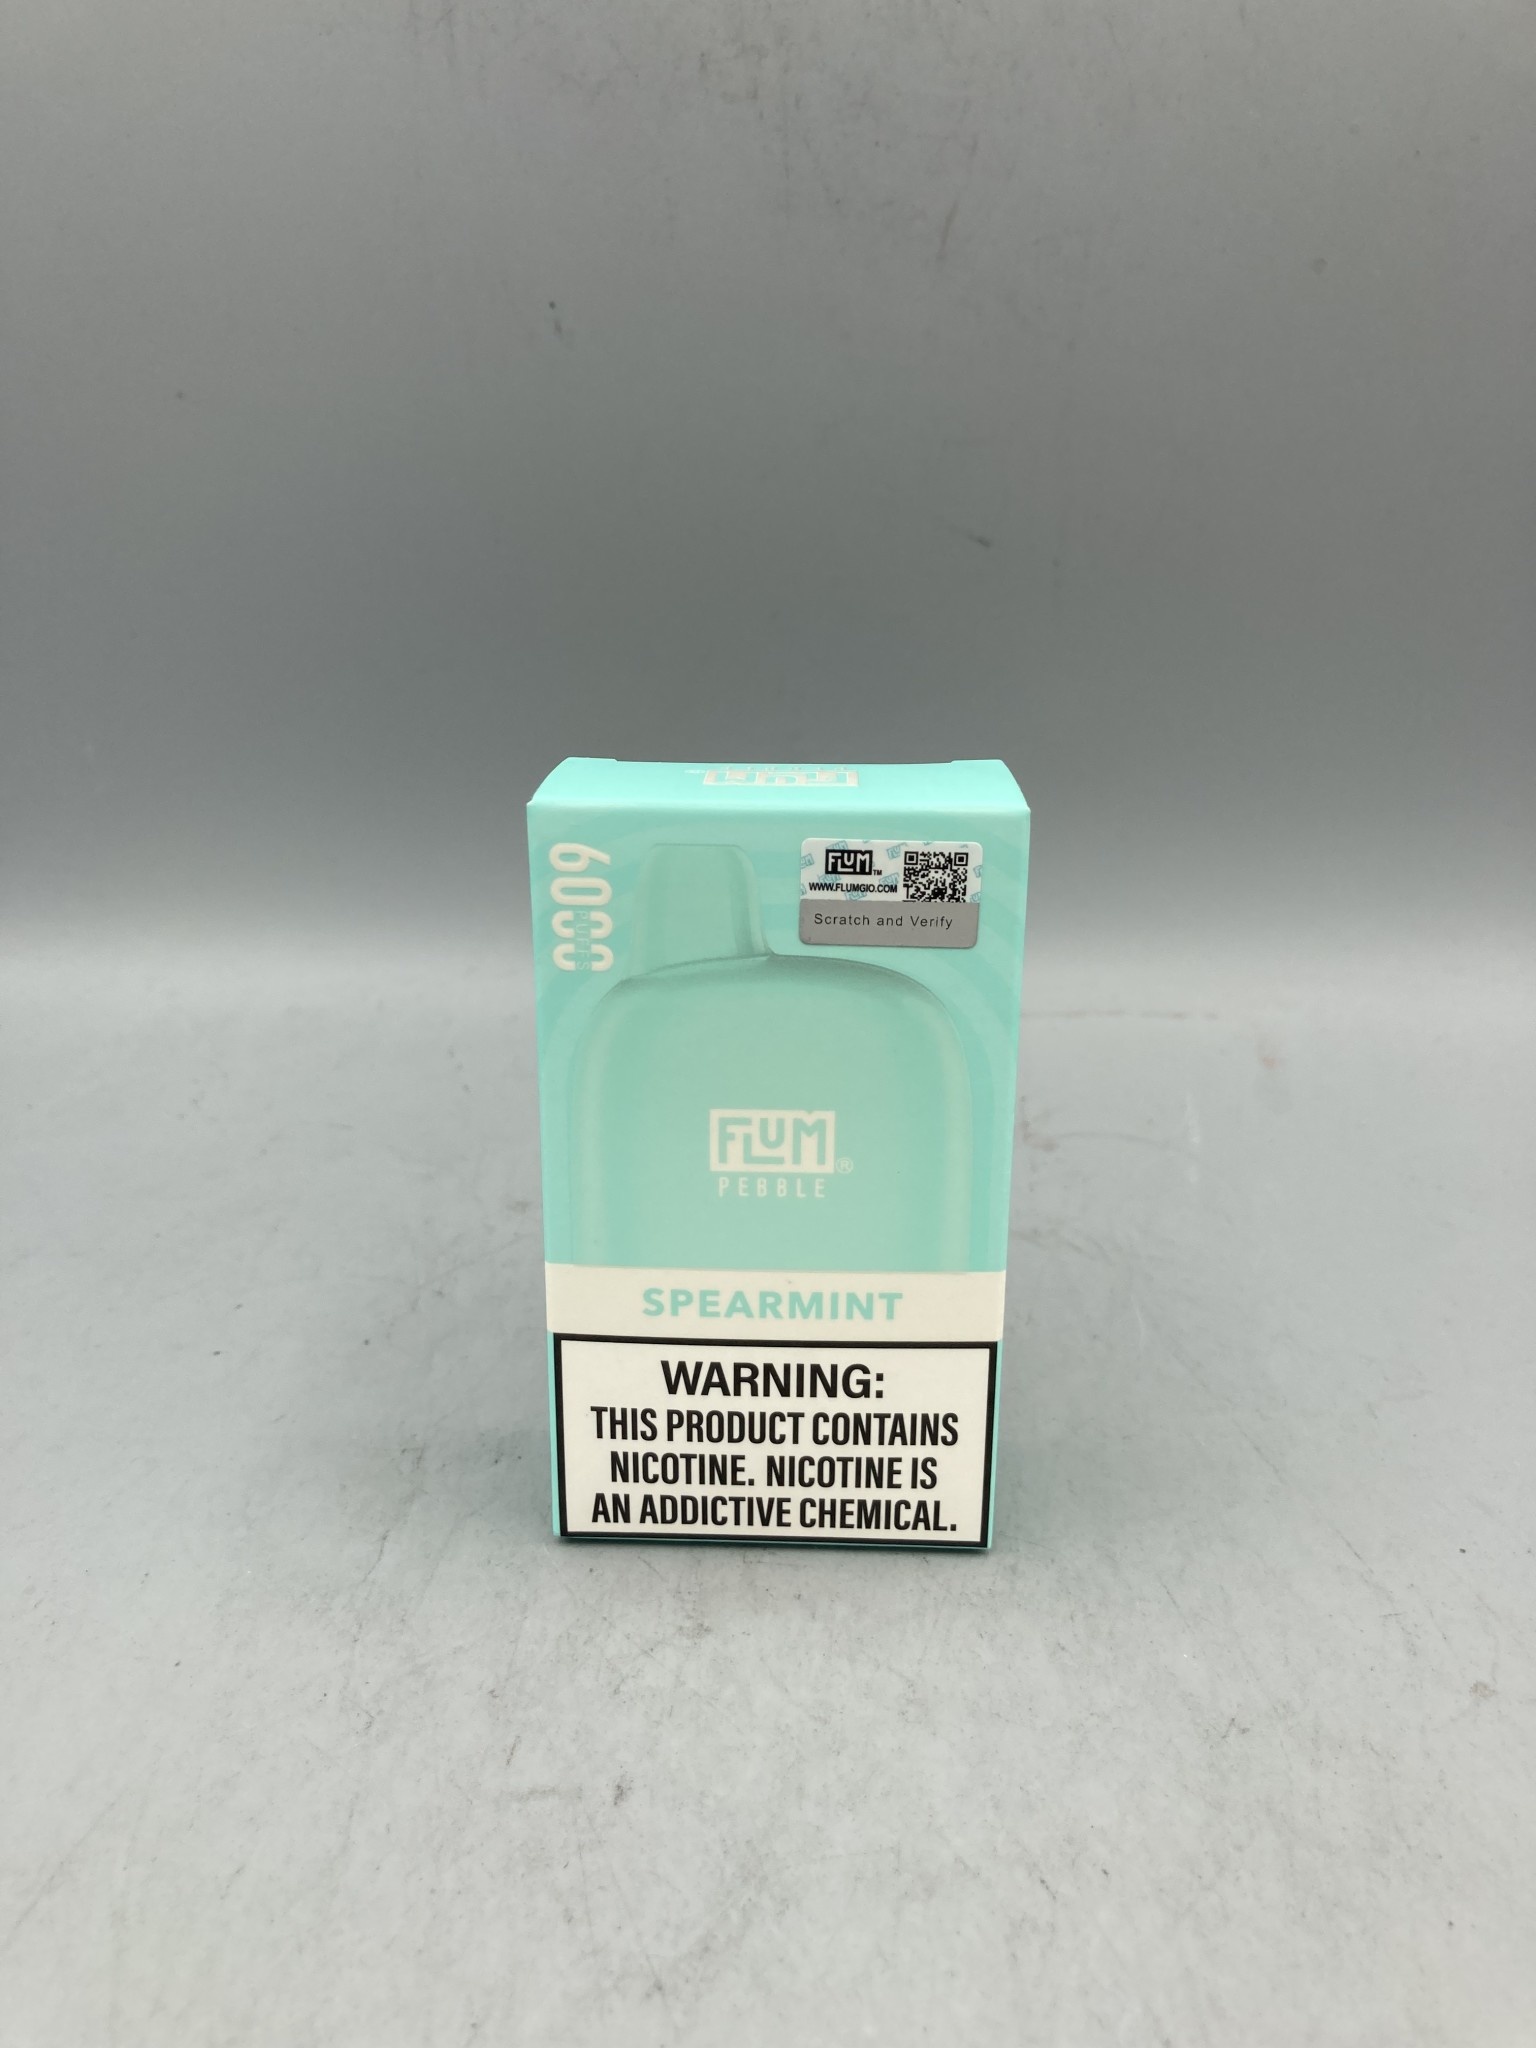 FLUM
6000
PUFFS
FLUM™
WWW.FLUMGIO.COM
Scratch and Verify
FLUM®
PEBBLE
SPEARMINT
WARNING:
THIS PRODUCT CONTAINS
NICOTINE. NICOTINE IS
AN ADDICTIVE CHEMICAL.